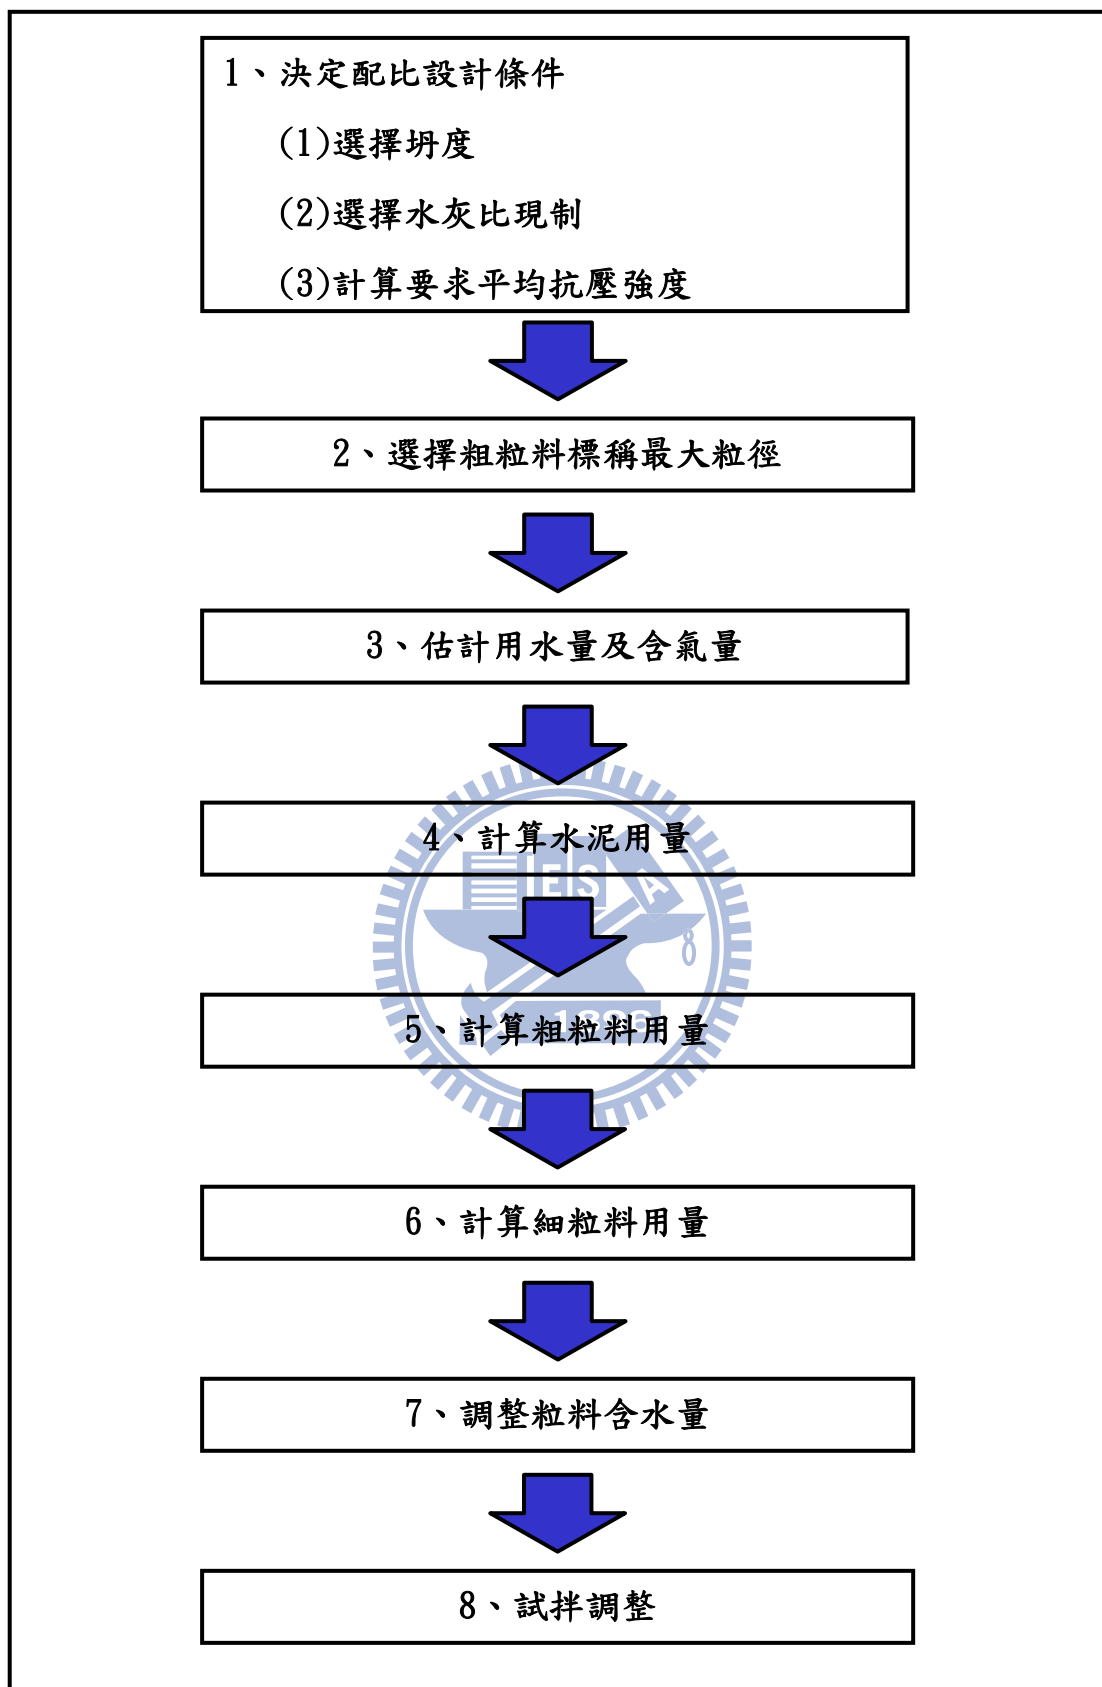 1、決定配比設計條件
(1)選擇坍度
(2)選擇水灰比現制
(3)計算要求平均抗壓強度
2、選擇粗粒料標稱最大粒徑
3、估計用水量及含氣量
4、計算水泥用量
ESA
5、計算粗粒料用量
1896
6、計算細粒料用量
7、調整粒料含水量
8、試拌調整